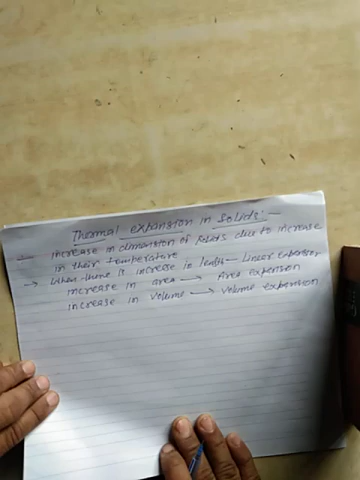 Thermal expansion in Solids:-
- increase in dimension of solids due to increase
in their temperature
→ When there is increase in length - Linear expansion
increase in area → Area expension
increase in volume → volume expansion